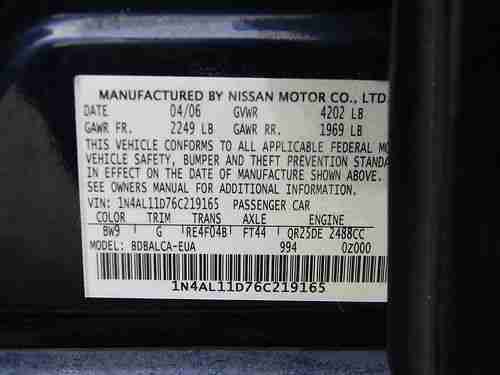 MANUFACTURED BY NISSAN MOTOR CO., LTD
DATE 04/06 GVWR 4202 LB
GAWR FR. 2249 LB GAWR RR. 1969 LB
THIS VEHICLE CONFORMS TO ALL APPLICABLE FEDERAL MO
VEHICLE SAFETY, BUMPER AND THEFT PREVENTION STANDA
IN EFFECT ON THE DATE OF MANUFACTURE SHOWN ABOVE.
SEE OWNERS MANUAL FOR ADDITIONAL INFORMATION.
VIN: 1N4AL11D76C219165 PASSENGER CAR
COLOR TRIM TRANS AXLE ENGINE
BW9 G RE4F04B FT44 QR25DE 2488CC
MODEL: BDBALCA-EUA 994 0Z000
1N4AL11D76C219165